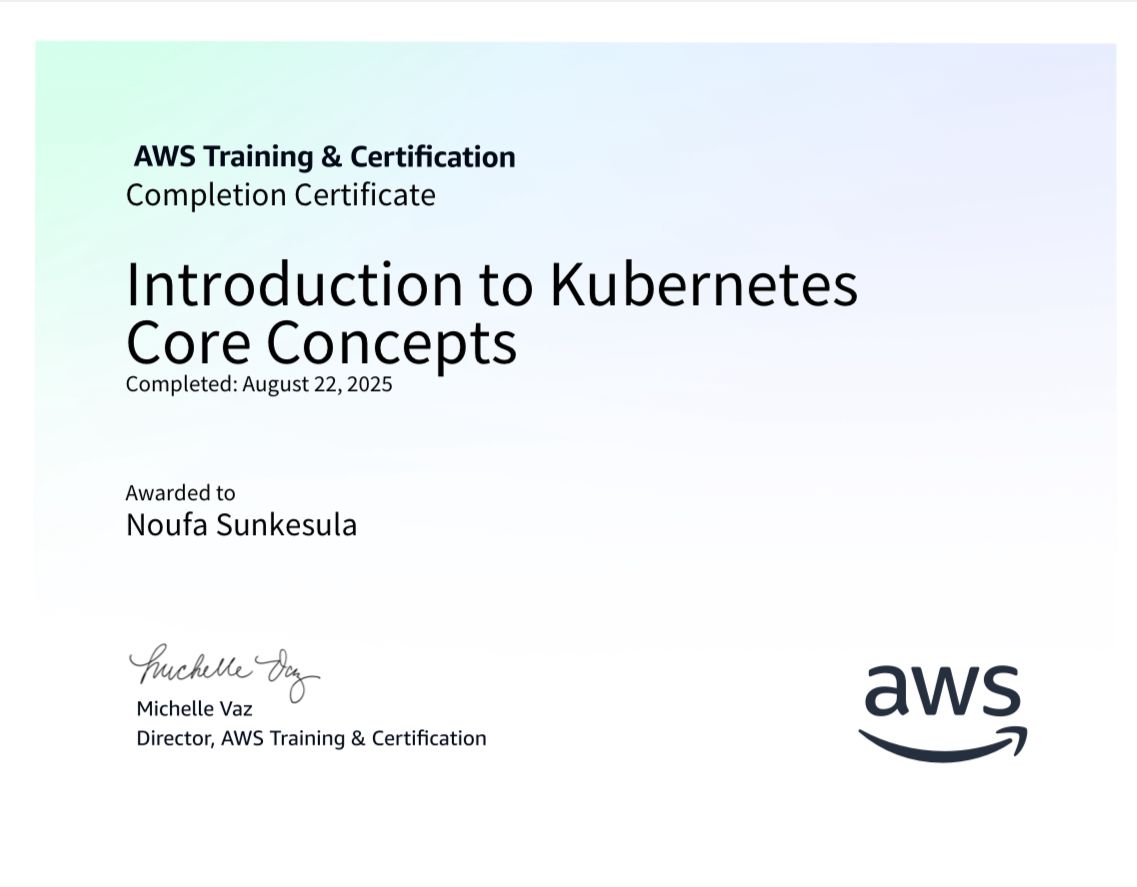 AWS Training & Certification
Completion Certificate
Introduction to Kubernetes
Core Concepts
Completed: August 22, 2025
Awarded to
Noufa Sunkesula
Michelle Vaz
Michelle Vaz
Director, AWS Training & Certification
aws